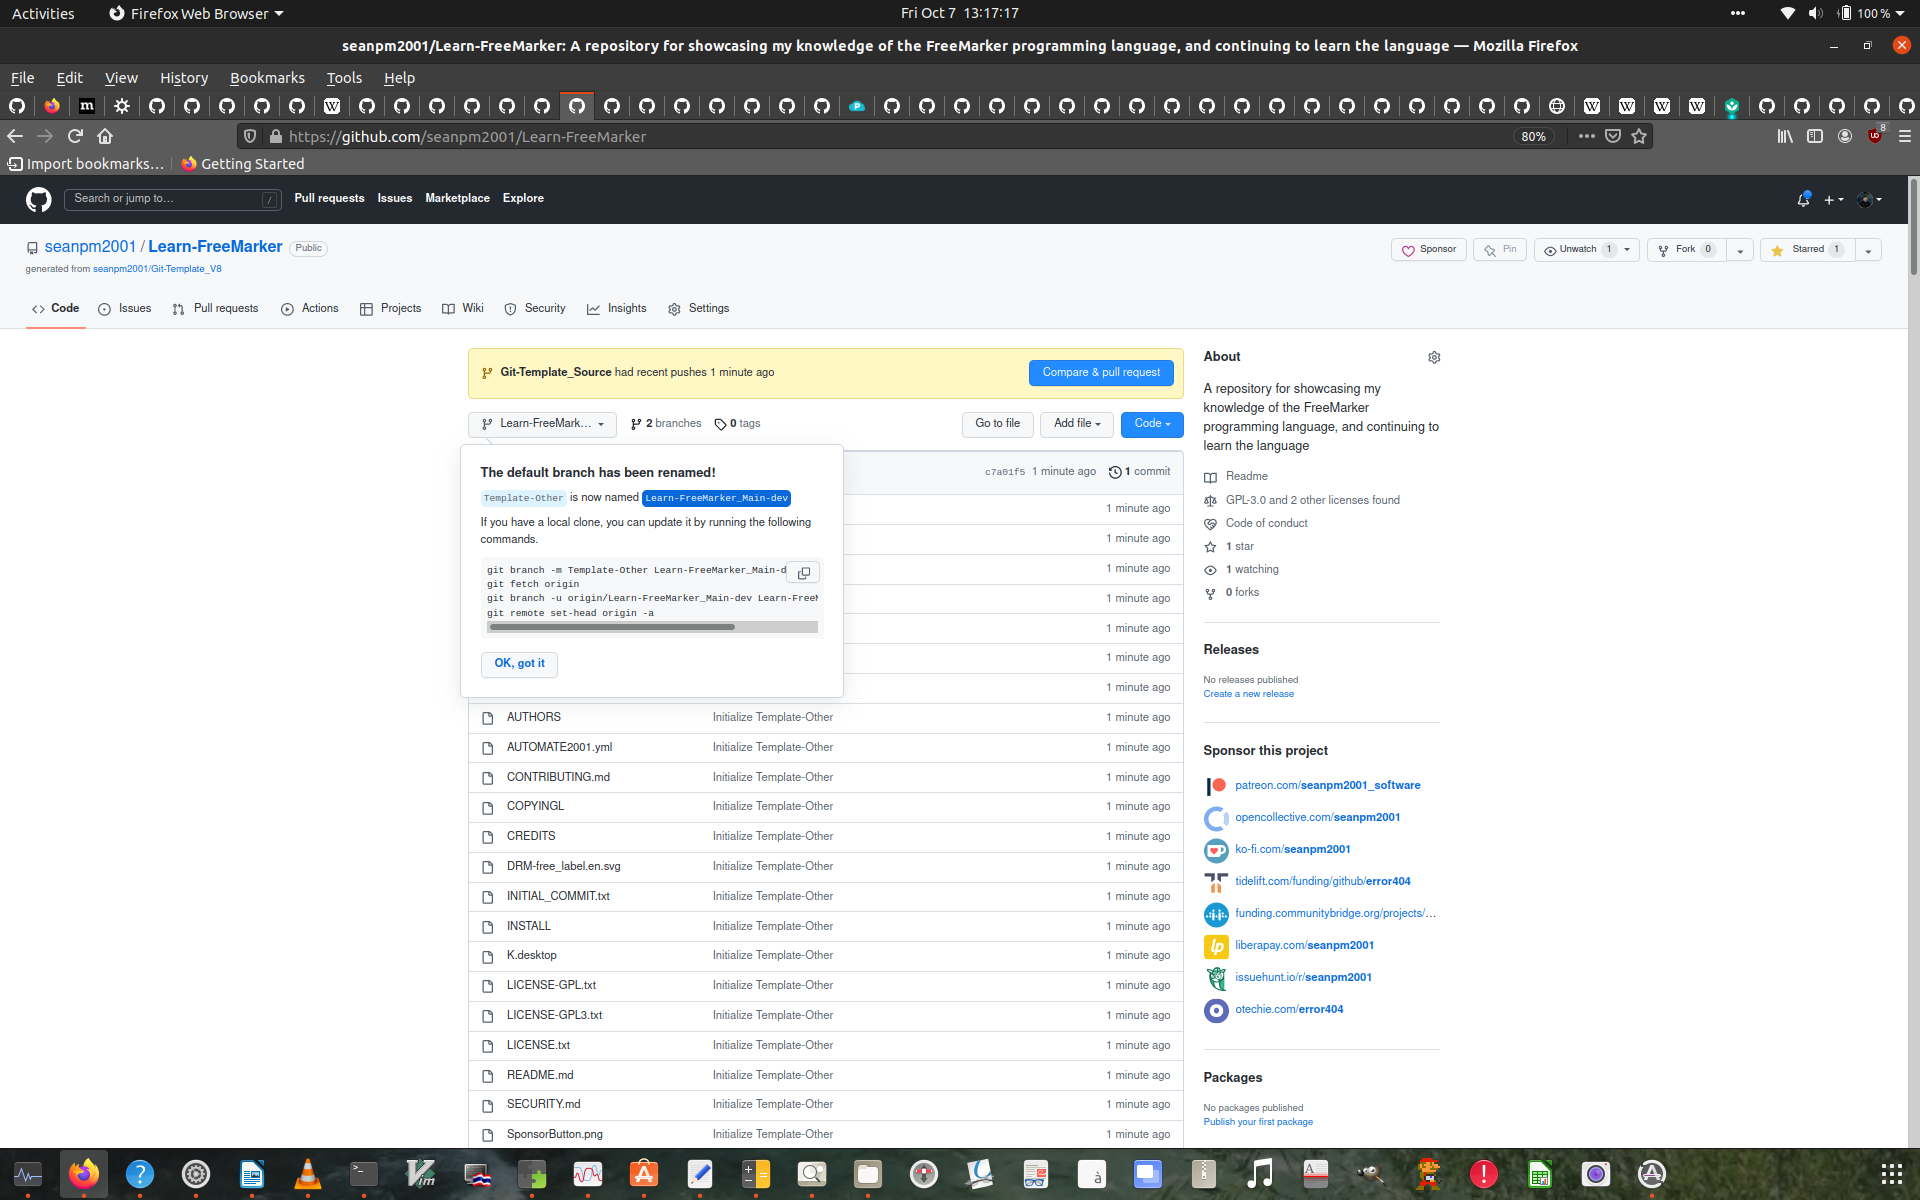 Activities
Firefox Web Browser
Fri Oct 7 13:17:17
100 %
seanpm2001/Learn-FreeMarker: A repository for showcasing my knowledge of the FreeMarker programming language, and continuing to learn the language — Mozilla Firefox
File Edit View History Bookmarks Tools Help
https://github.com/seanpm2001/Learn-FreeMarker
80%
8
Import bookmarks…
Getting Started
Search or jump to…
/
Pull requests Issues Marketplace Explore
seanpm2001 / Learn-FreeMarker
Public
Sponsor
Pin
Unwatch 1
Fork 0
Starred 1
generated from seanpm2001/Git-Template_V8
Code Issues Pull requests Actions Projects Wiki Security Insights Settings
Git-Template_Source had recent pushes 1 minute ago
Compare & pull request
Learn-FreeMark…
2 branches
0 tags
Go to file
Add file
Code
The default branch has been renamed!
Template-Other is now named Learn-FreeMarker_Main-dev
If you have a local clone, you can update it by running the following
commands.
git branch -m Template-Other Learn-FreeMarker_Main-d
git fetch origin
git branch -u origin/Learn-FreeMarker_Main-dev Learn-FreeM
git remote set-head origin -a
OK, got it
c7a01f5 1 minute ago
1 commit
1 minute ago
1 minute ago
1 minute ago
1 minute ago
1 minute ago
1 minute ago
1 minute ago
AUTHORS Initialize Template-Other 1 minute ago
AUTOMATE2001.yml Initialize Template-Other 1 minute ago
CONTRIBUTING.md Initialize Template-Other 1 minute ago
COPYINGL Initialize Template-Other 1 minute ago
CREDITS Initialize Template-Other 1 minute ago
DRM-free_label.en.svg Initialize Template-Other 1 minute ago
INITIAL_COMMIT.txt Initialize Template-Other 1 minute ago
INSTALL Initialize Template-Other 1 minute ago
K.desktop Initialize Template-Other 1 minute ago
LICENSE-GPL.txt Initialize Template-Other 1 minute ago
LICENSE-GPL3.txt Initialize Template-Other 1 minute ago
LICENSE.txt Initialize Template-Other 1 minute ago
README.md Initialize Template-Other 1 minute ago
SECURITY.md Initialize Template-Other 1 minute ago
SponsorButton.png Initialize Template-Other 1 minute ago
About
A repository for showcasing my
knowledge of the FreeMarker
programming language, and continuing to
learn the language
Readme
GPL-3.0 and 2 other licenses found
Code of conduct
1 star
1 watching
0 forks
Releases
No releases published
Create a new release
Sponsor this project
patreon.com/seanpm2001_software
opencollective.com/seanpm2001
ko-fi.com/seanpm2001
tidelift.com/funding/github/error404
funding.communitybridge.org/projects/…
liberapay.com/seanpm2001
issuehunt.io/r/seanpm2001
otechie.com/error404
Packages
No packages published
Publish your first package